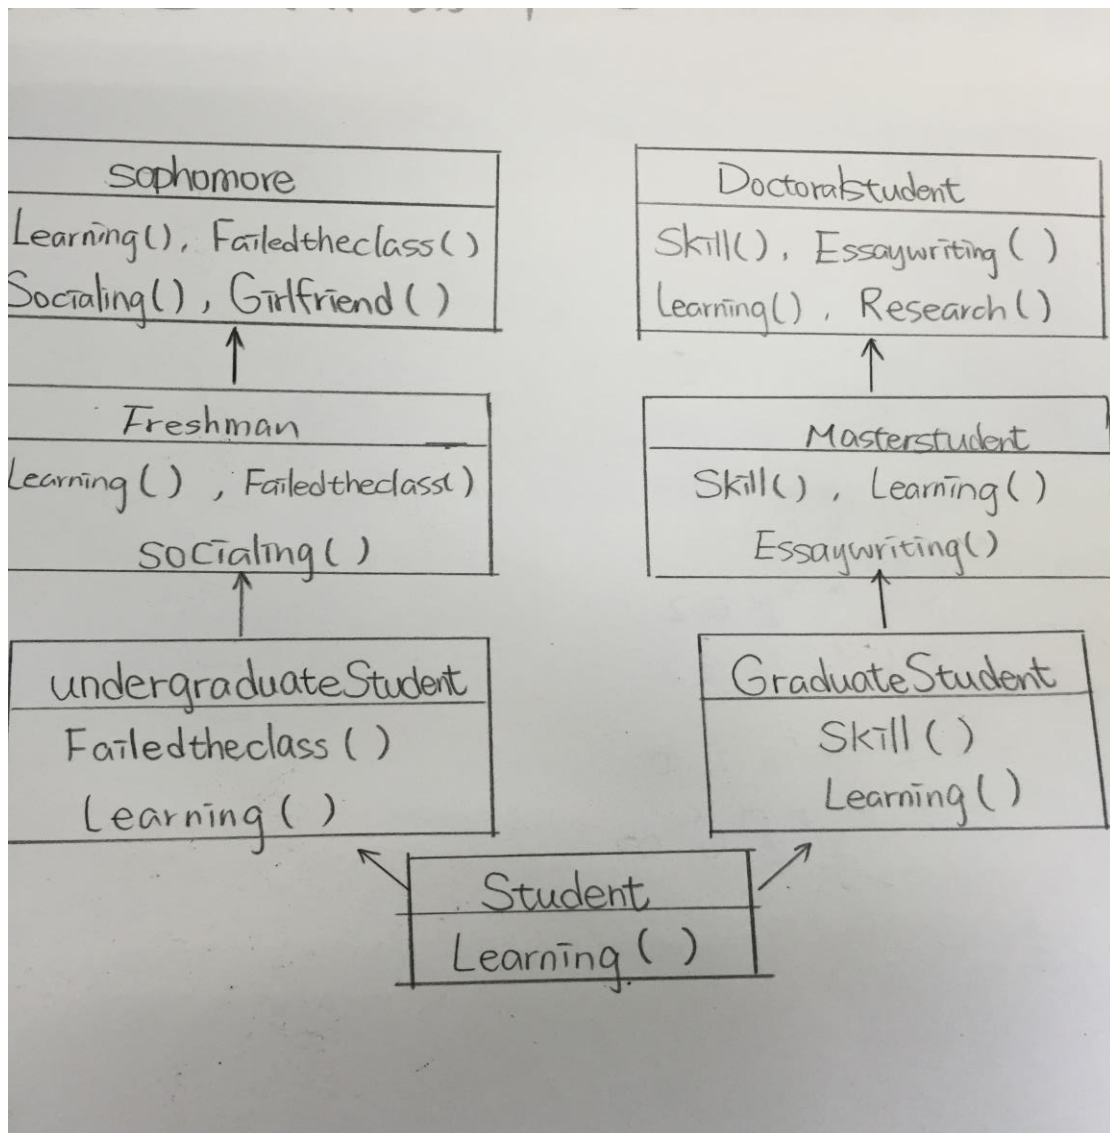 sophomore
Learning(), Failedtheclass()
Socialing(), Girlfriend()
Doctoralstudent
Skill(), Essaywriting()
Learning(), Research()
Freshman
Learning(), Failedtheclass()
Socialing()
Masterstudent
Skill(), Learning()
Essaywriting()
undergraduateStudent
Failedtheclass()
Learning()
GraduateStudent
Skill()
Learning()
Student
Learning()